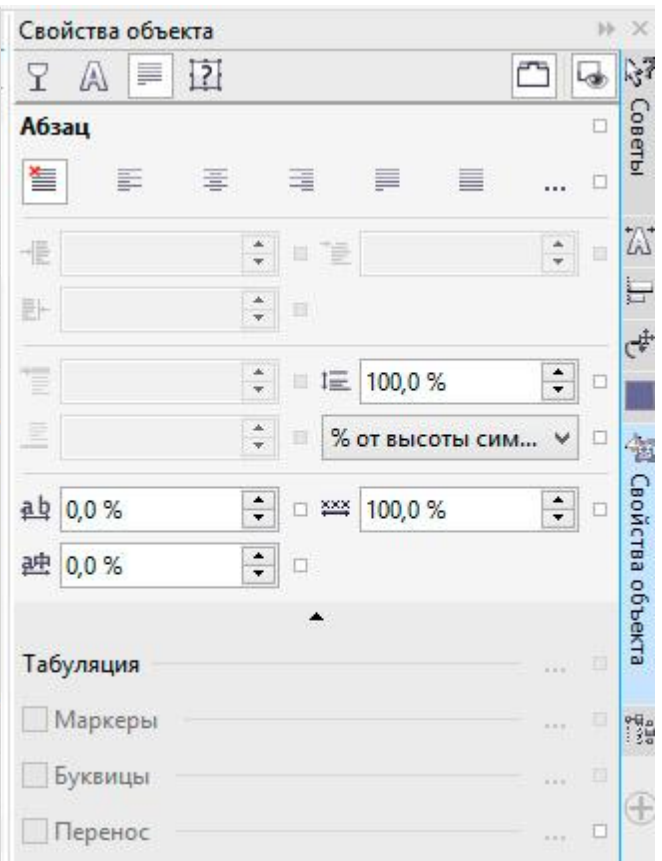 Свойства объекта
Абзац
100,0 %
% от высоты сим...
ab 0,0 %
100,0 %
0,0 %
Табуляция
Маркеры
Буквицы
Перенос
Советы
Свойства объекта